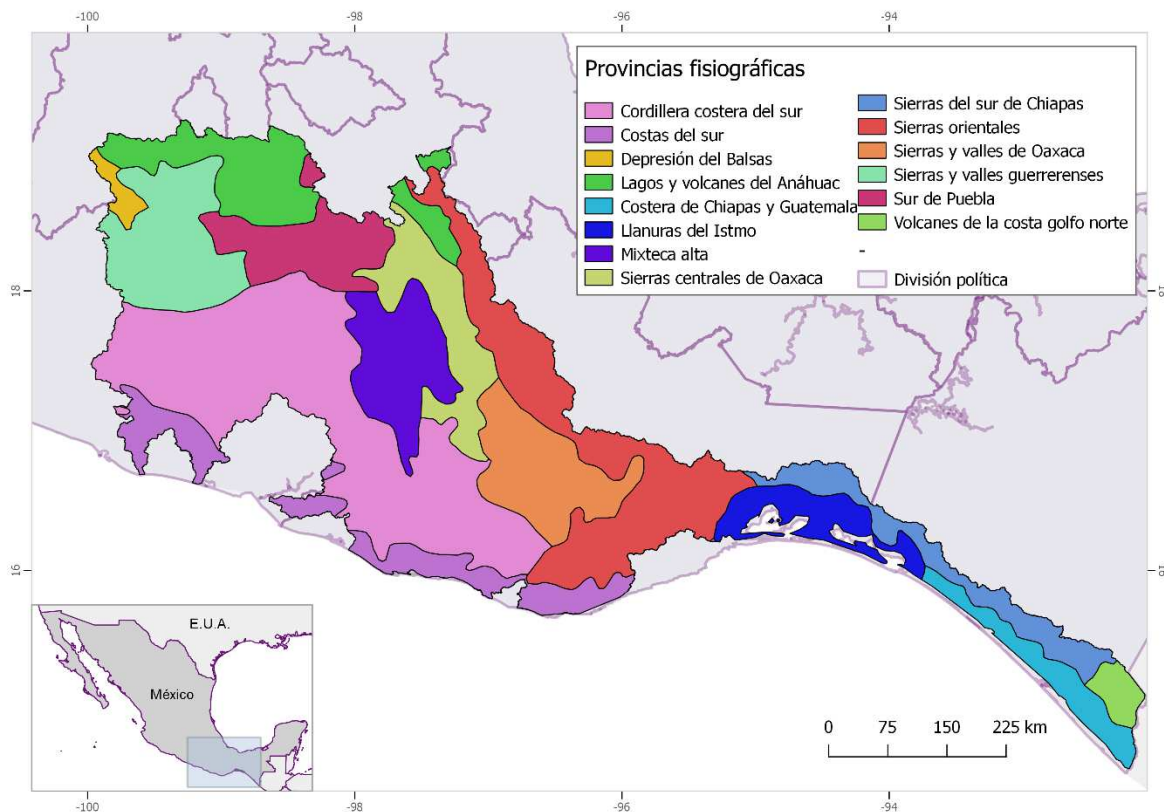 -100
-98
-96
-94
Provincias fisiográficas
Cordillera costera del sur
Costas del sur
Depresión del Balsas
Lagos y volcanes del Anáhuac
Costera de Chiapas y Guatemala
Llanuras del Istmo
Mixteca alta
Sierras centrales de Oaxaca
Sierras del sur de Chiapas
Sierras orientales
Sierras y valles de Oaxaca
Sierras y valles guerrerenses
Sur de Puebla
Volcanes de la costa golfo norte
-
División política
18
16
E.U.A.
México
0 75 150 225 km
-100
-98
-96
-94